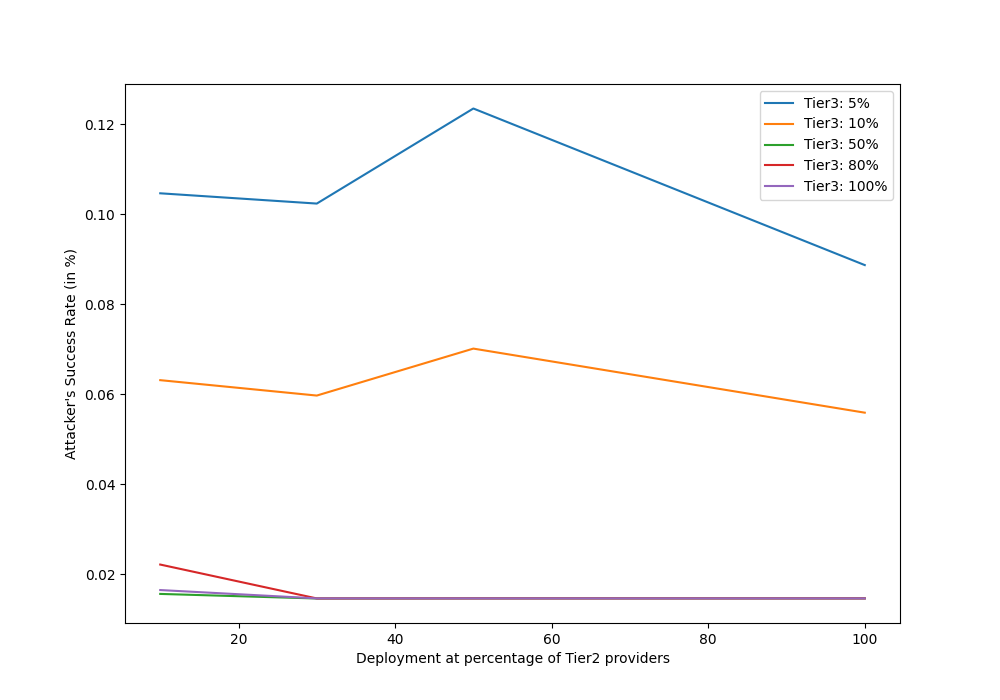 Tier3: 5%
Tier3: 10%
Tier3: 50%
Tier3: 80%
Tier3: 100%
0.12
0.10
0.08
0.06
0.04
0.02
Attacker's Success Rate (in %)
20 40 60 80 100
Deployment at percentage of Tier2 providers